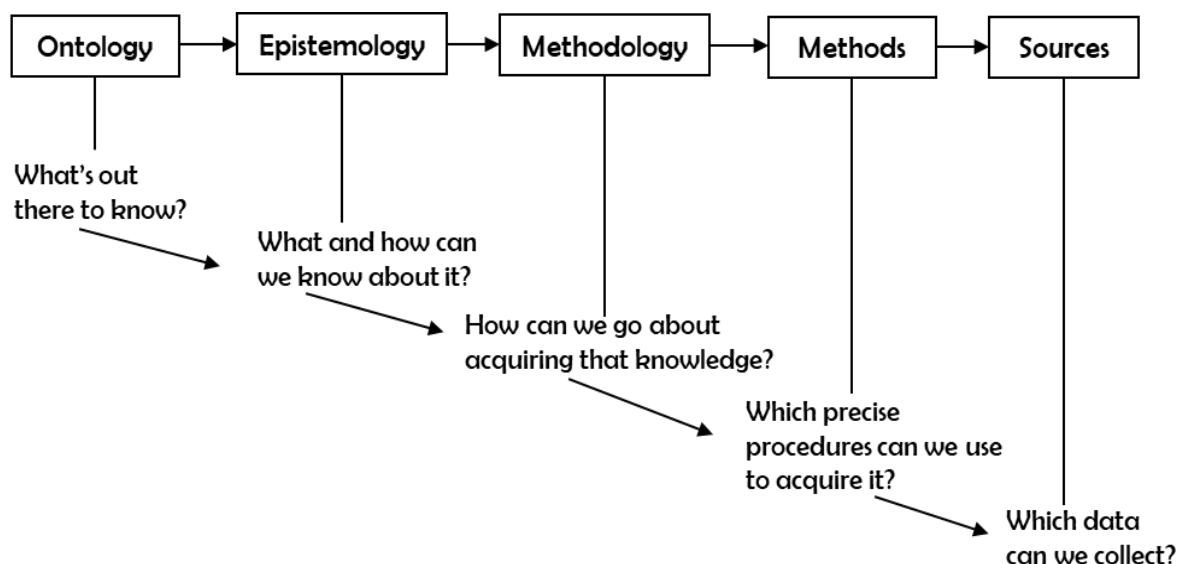 Ontology
Epistemology
Methodology
Methods
Sources
What's out
there to know?
What and how can
we know about it?
How can we go about
acquiring that knowledge?
Which precise
procedures can we use
to acquire it?
Which data
can we collect?